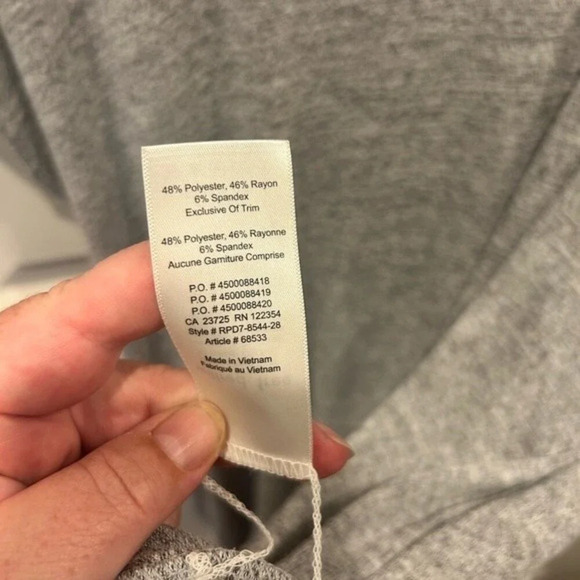 48% Polyester, 46% Rayon
6% Spandex
Exclusive Of Trim
48% Polyester, 46% Rayonne
6% Spandex
Aucune Garniture Comprise
P.O. # 4500088418
P.O. # 4500088419
P.O. # 4500088420
CA 23725 RN 122354
Style # RPD7-8544-28
Article # 68533
Made in Vietnam
Fabriqué au Vietnam